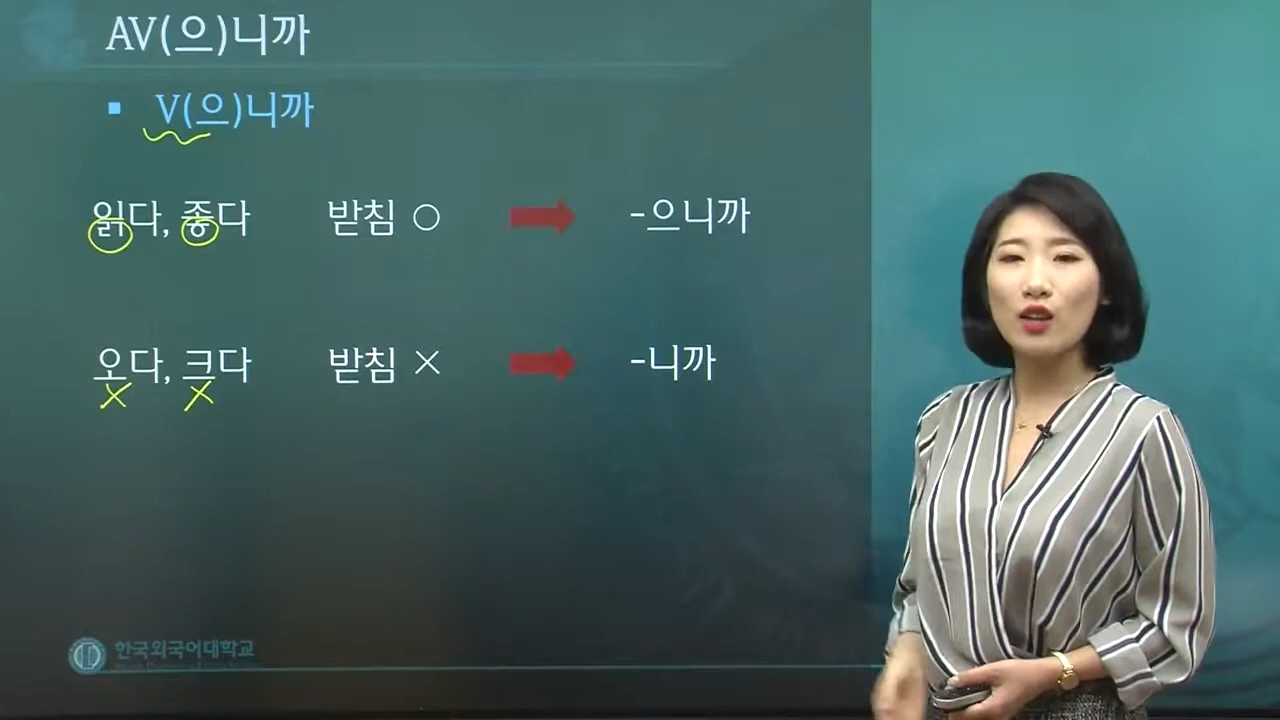 AV(으)니까
▪ V(으)니까
읽다, 좋다 받침 ○ → -으니까
오다, 크다 받침 × → -니까
한국외국어대학교